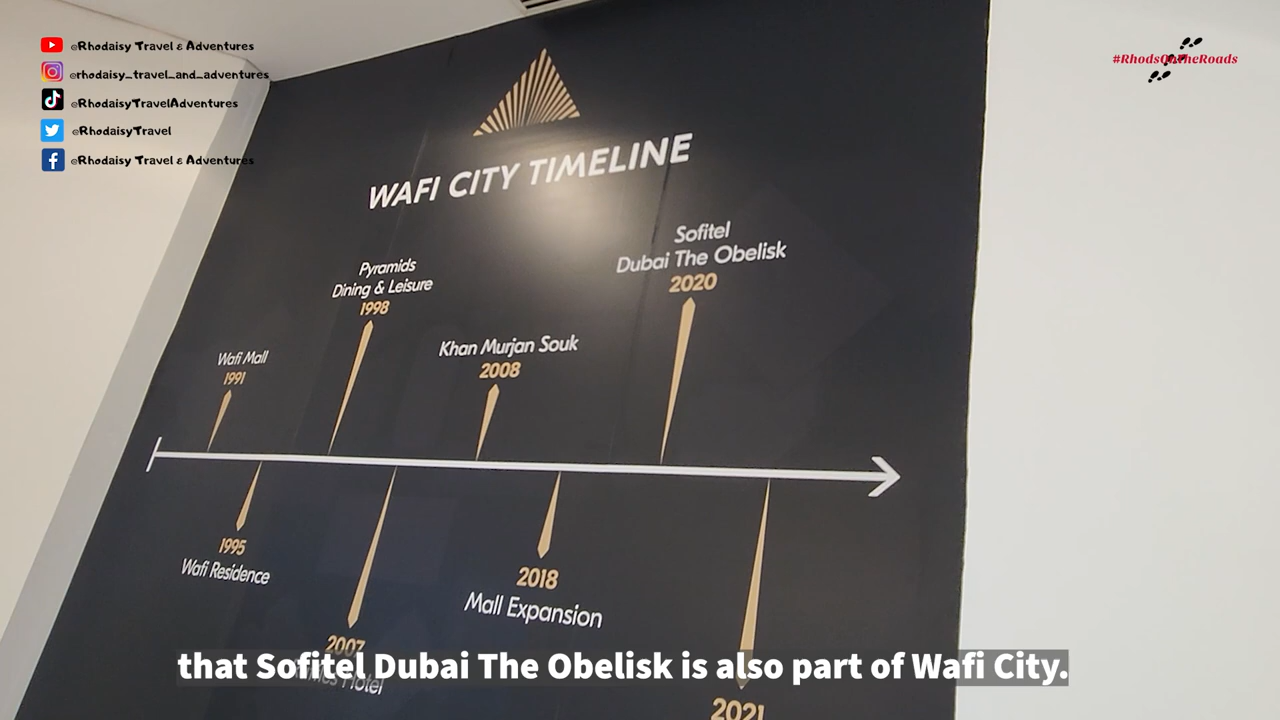 @Rhodaisy Travel & Adventures
@rhodaisy_travel_and_adventures
@RhodaisyTravelAdventures
@RhodaisyTravel
@Rhodaisy Travel & Adventures
#RhodsOnTheRoads
WAFI CITY TIMELINE
Wafi Mall
1991
Pyramids
Dining & Leisure
1998
Khan Murjan Souk
2008
Sofitel
Dubai The Obelisk
2020
1995
Wafi Residence
2007
Hotel
2018
Mall Expansion
2021
that Sofitel Dubai The Obelisk is also part of Wafi City.